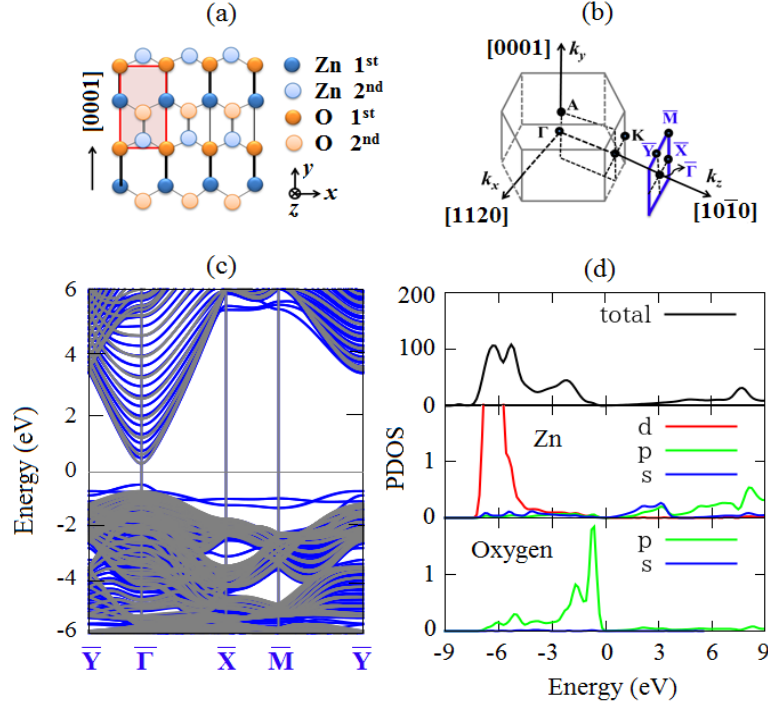 (a)
[0001]
Zn 1st
Zn 2nd
O 1st
O 2nd
y
x
z
(b)
[0001] ky
A
Γ
K
M̅
Y̅
X̅
Γ̅
kx
kz
[1120]
[101̅0]
(c)
6
4
2
0
-2
-4
-6
Energy (eV)
Y̅ Γ̅ X̅ M̅ Y̅
(d)
200
100
0
total
PDOS
1
0
Zn
d
p
s
1
0
Oxygen
p
s
-9 -6 -3 0 3 6 9
Energy (eV)